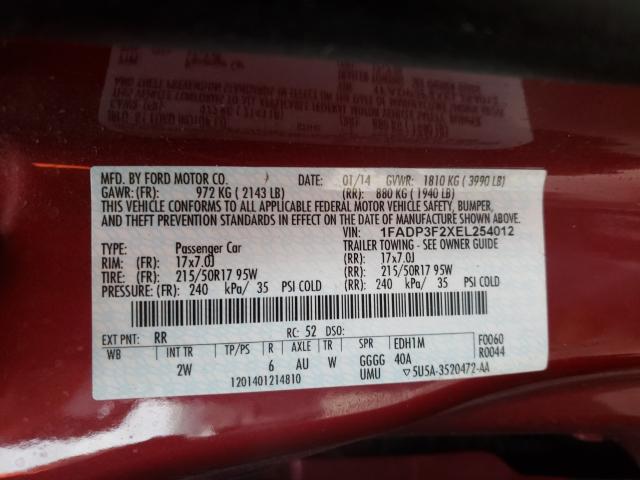 MFD. BY FORD MOTOR CO. DATE: 01/14 GVWR: 1810 KG ( 3990 LB)
GAWR: (FR): 972 KG ( 2143 LB) (RR): 880 KG ( 1940 LB)
THIS VEHICLE CONFORMS TO ALL APPLICABLE FEDERAL MOTOR VEHICLE SAFETY, BUMPER,
AND THEFT PREVENTION STANDARDS IN EFFECT ON THE DATE OF MANUFACTURE SHOWN ABOVE.
VIN: 1FADP3F2XEL254012
TYPE: Passenger Car TRAILER TOWING - SEE OWNER GUIDE
RIM: (FR): 17x7.0J (RR): 17x7.0J
TIRE: (FR): 215/50R17 95W (RR): 215/50R17 95W
PRESSURE: (FR): 240 kPa/ 35 PSI COLD (RR): 240 kPa/ 35 PSI COLD
EXT PNT: RR RC: 52 DSO:
WB INT TR TP/PS R AXLE TR SPR EDH1M F0060
2W 6 AU W GGGG 40A R0044
1201401214810 UMU 5U5A-3520472-AA